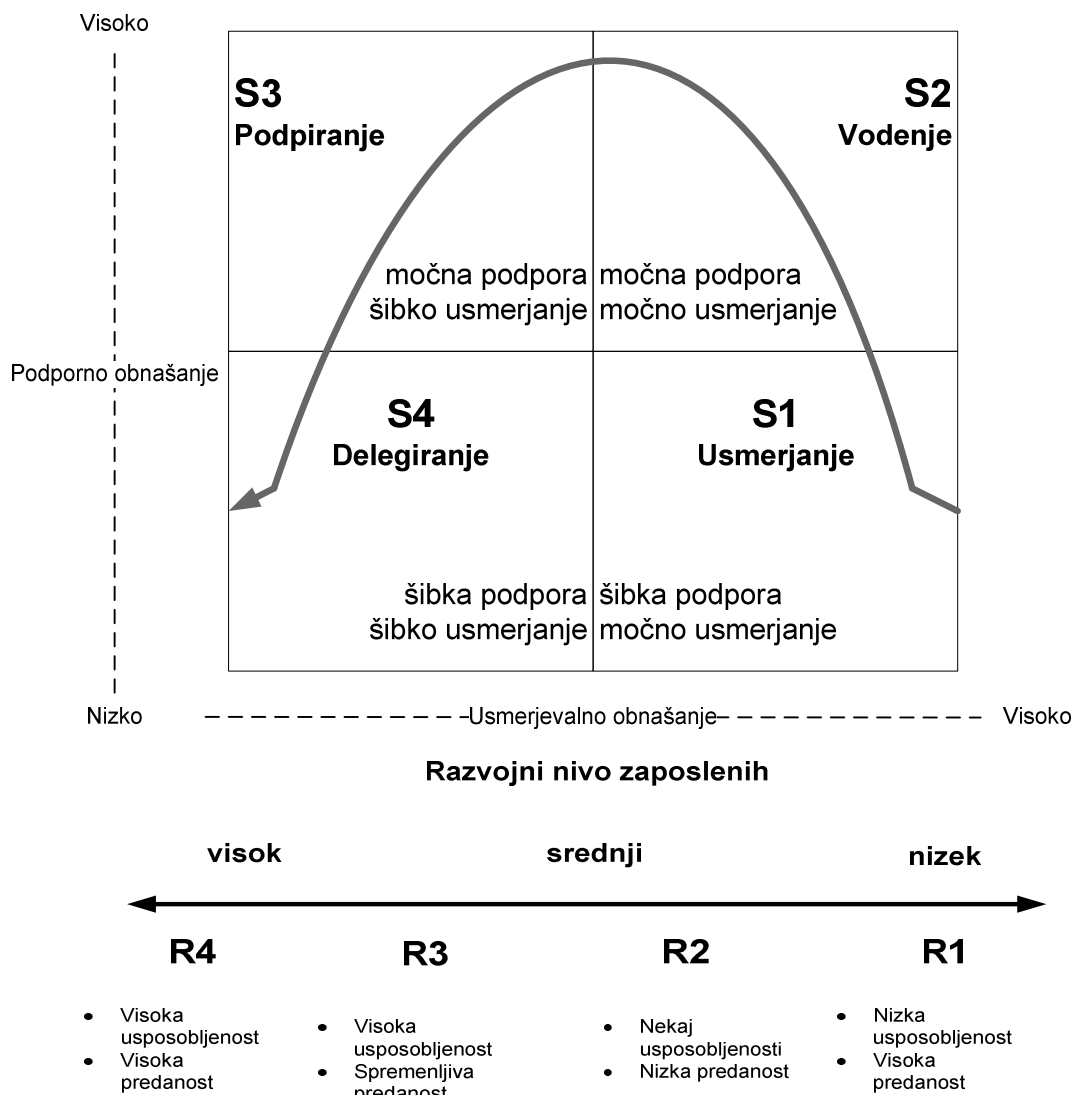 Visoko
S3
Podpiranje
S2
Vodenje
močna podpora
šibko usmerjanje
močna podpora
močno usmerjanje
Podporno obnašanje
S4
Delegiranje
S1
Usmerjanje
šibka podpora
šibko usmerjanje
šibka podpora
močno usmerjanje
Nizko
Usmerjevalno obnašanje
Visoko
Razvojni nivo zaposlenih
visok
srednji
nizek
R4
R3
R2
R1
• Visoka
usposobljenost
• Visoka
predanost
• Visoka
usposobljenost
• Spremenljiva
predanost
• Nekaj
usposobljenosti
• Nizka predanost
• Nizka
usposobljenost
• Visoka
predanost